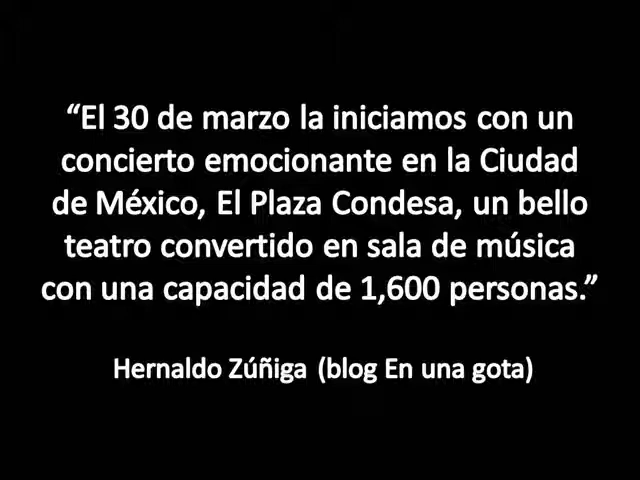 “El 30 de marzo la iniciamos con un
concierto emocionante en la Ciudad
de México, El Plaza Condesa, un bello
teatro convertido en sala de música
con una capacidad de 1,600 personas.”
Hernaldo Zúñiga (blog En una gota)